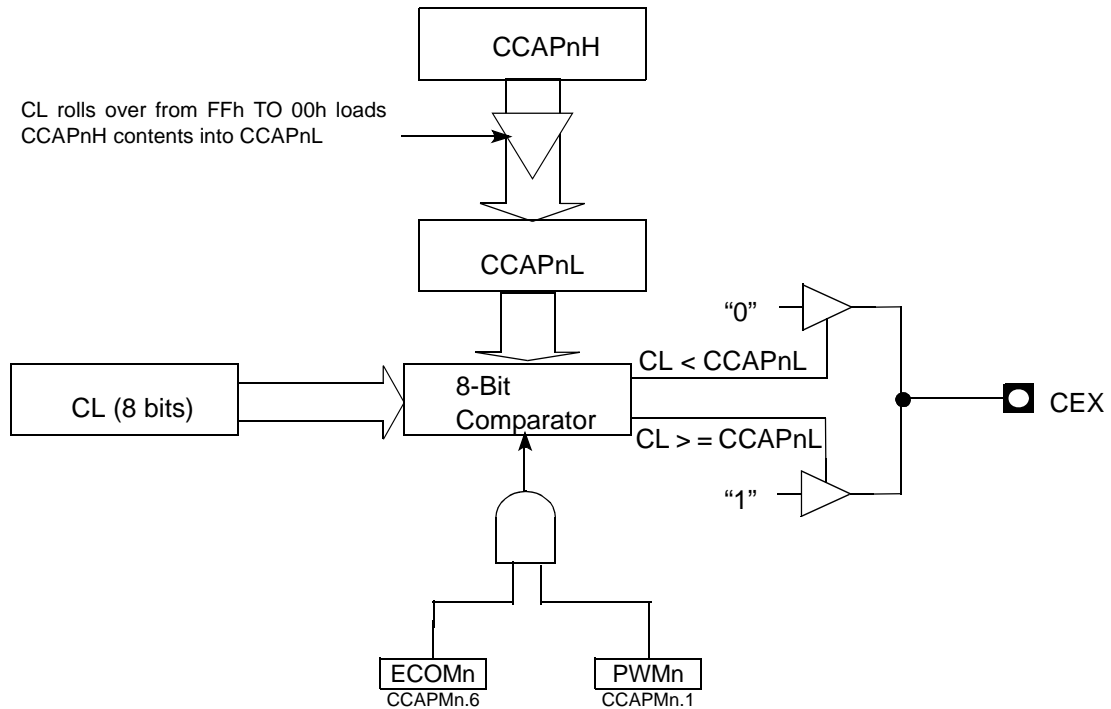 CCAPnH
CL rolls over from FFh TO 00h loads
CCAPnH contents into CCAPnL
CCAPnL
“0”
CL < CCAPnL
CL (8 bits)
8-Bit
Comparator
CEX
CL > = CCAPnL
“1”
ECOMn
PWMn
CCAPMn.6
CCAPMn.1